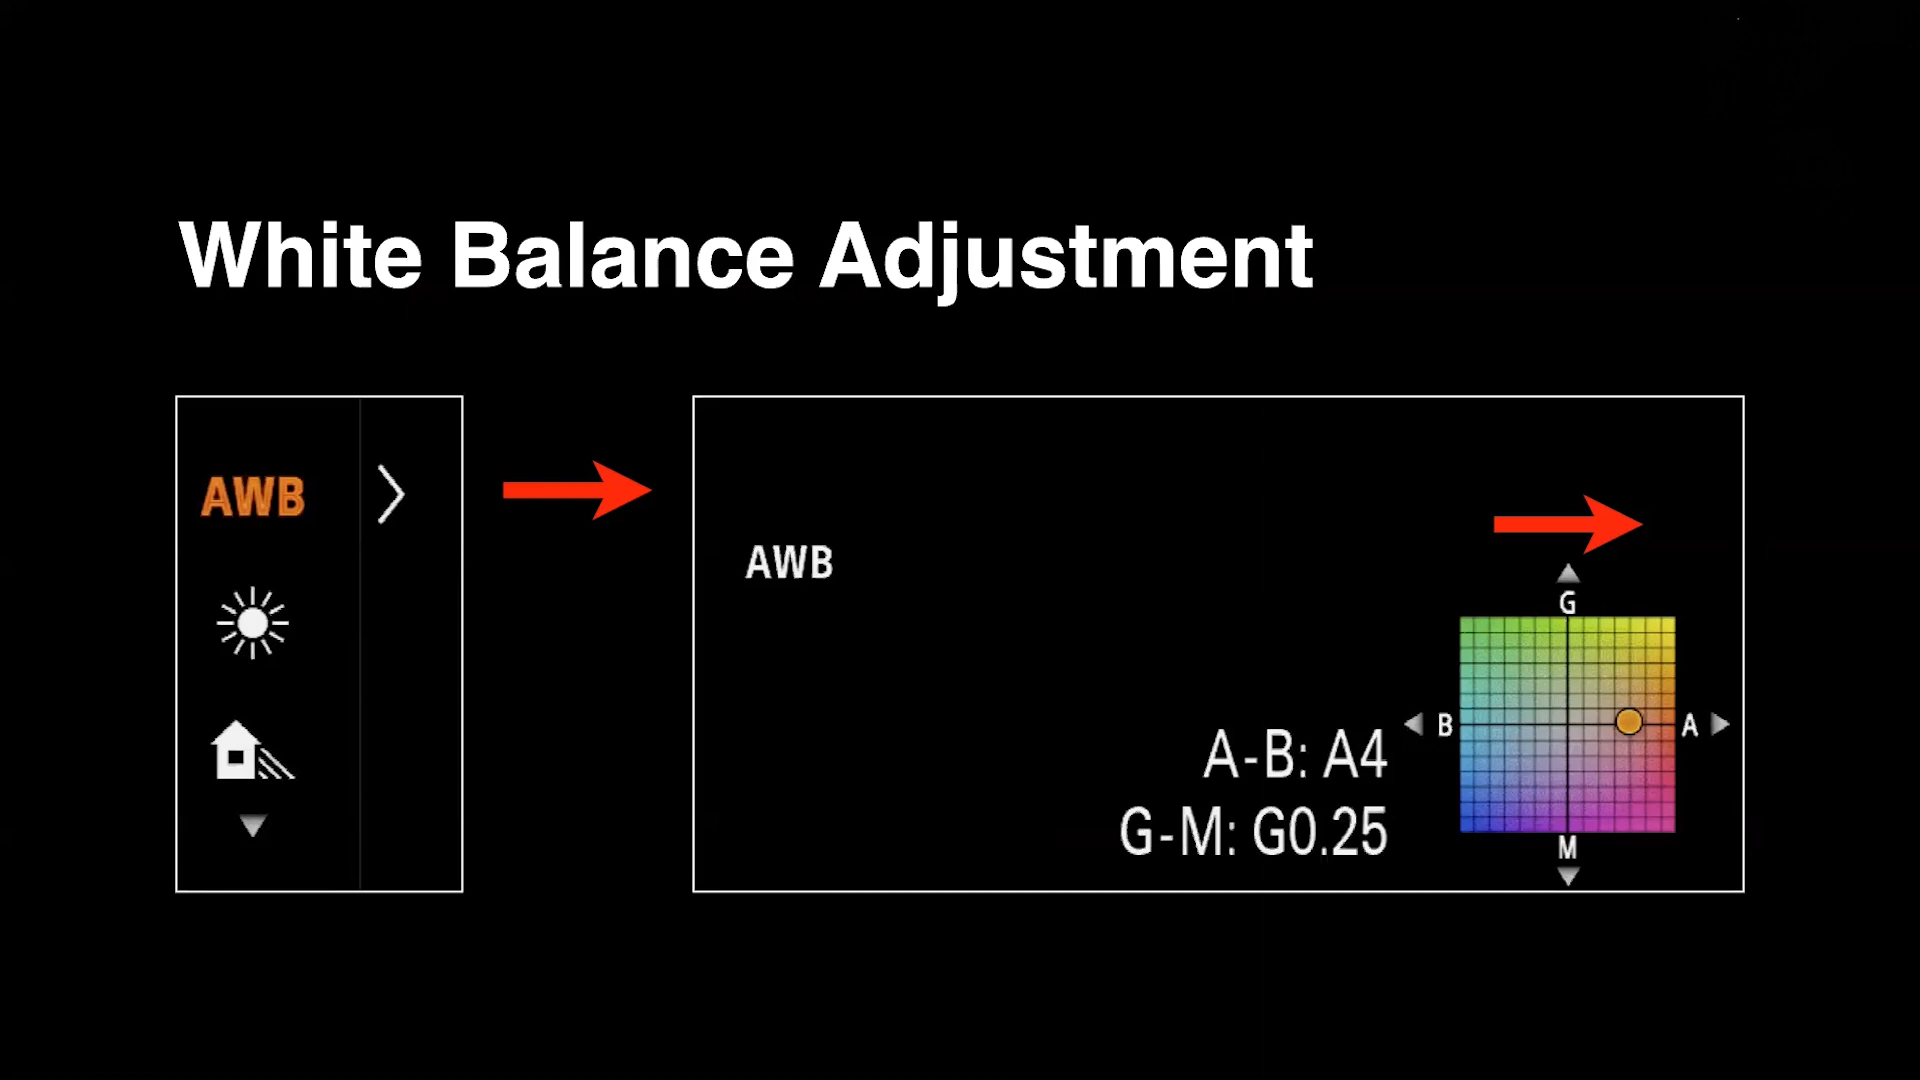 White Balance Adjustment
AWB
AWB
G
B
A
A-B: A4
G-M: G0.25
M